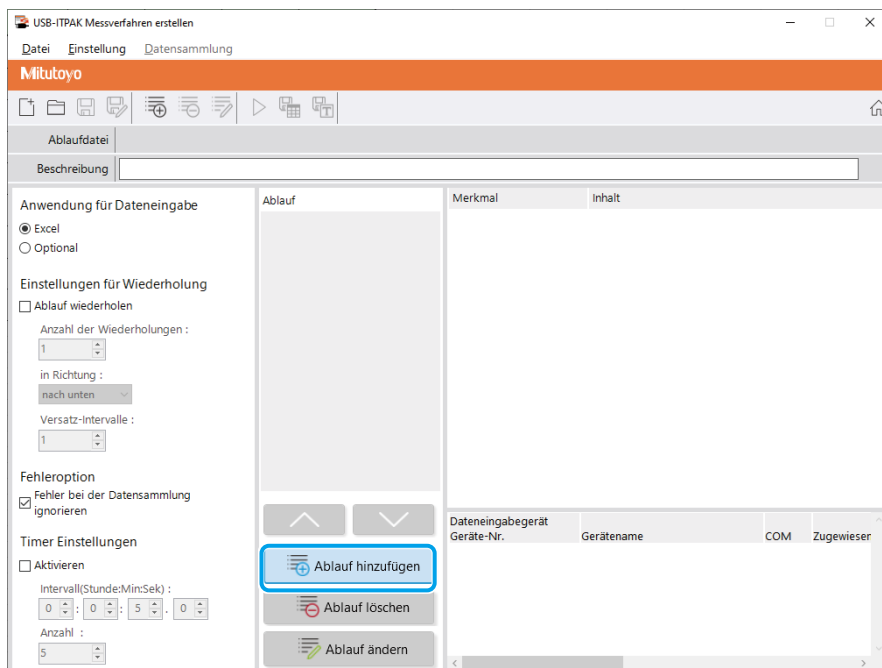 USB-ITPAK Messverfahren erstellen
Datei Einstellung Datensammlung
Mitutoyo
Ablaufdatei
Beschreibung
Anwendung für Dateneingabe
Excel
Optional
Einstellungen für Wiederholung
Ablauf wiederholen
Anzahl der Wiederholungen :
1
in Richtung :
nach unten
Versatz-Intervalle :
1
Fehleroption
Fehler bei der Datensammlung
ignorieren
Timer Einstellungen
Aktivieren
Intervall(Stunde:Min:Sek) :
0 : 0 : 5 . 0
Anzahl :
5
Ablauf
Ablauf hinzufügen
Ablauf löschen
Ablauf ändern
Merkmal Inhalt
Dateneingabegerät
Geräte-Nr. Gerätename COM Zugewiesen